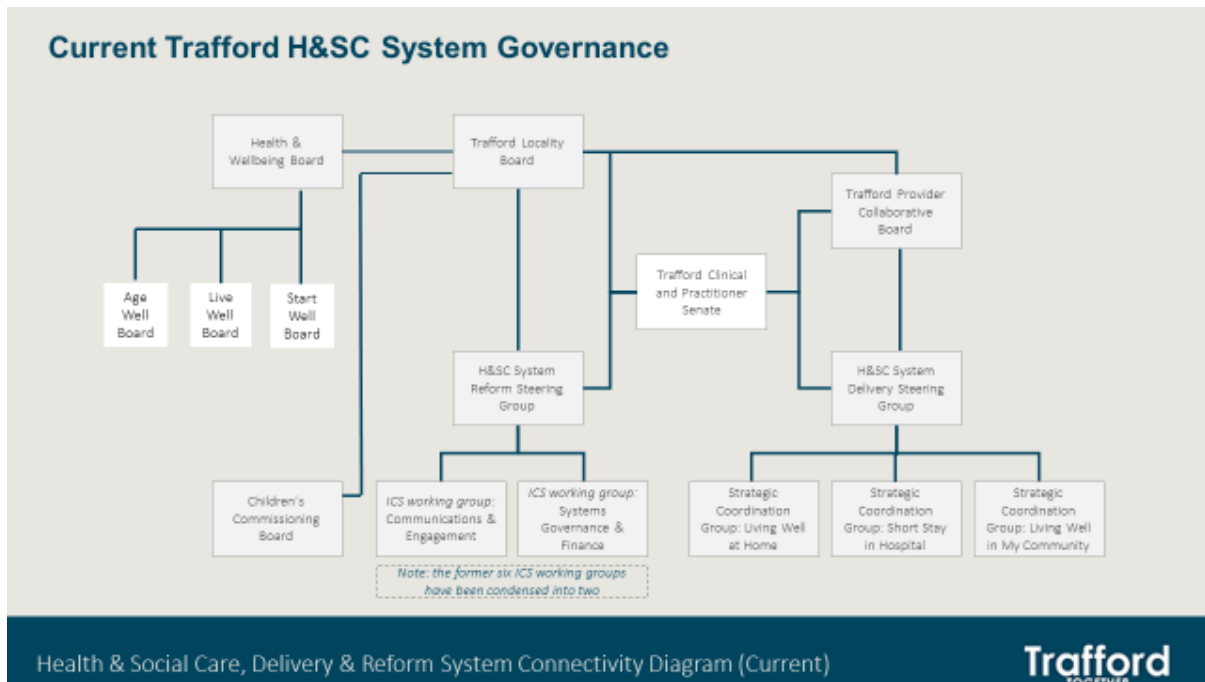 Current Trafford H&SC System Governance
Health &
Wellbeing Board
Trafford Locality
Board
Trafford Provider
Collaborative
Board
Trafford Clinical
and Practitioner
Senate
Age
Well
Board
Live
Well
Board
Start
Well
Board
H&SC System
Reform Steering
Group
H&SC System
Delivery Steering
Group
Children's
Commissioning
Board
ICS working group:
Communications &
Engagement
ICS working group:
Systems
Governance &
Finance
Strategic
Coordination
Group: Living Well
at Home
Strategic
Coordination
Group: Short Stay
in Hospital
Strategic
Coordination
Group: Living Well
in My Community
Note: the former six ICS working groups
have been condensed into two
Health & Social Care, Delivery & Reform System Connectivity Diagram (Current)
Trafford
TOGETHER